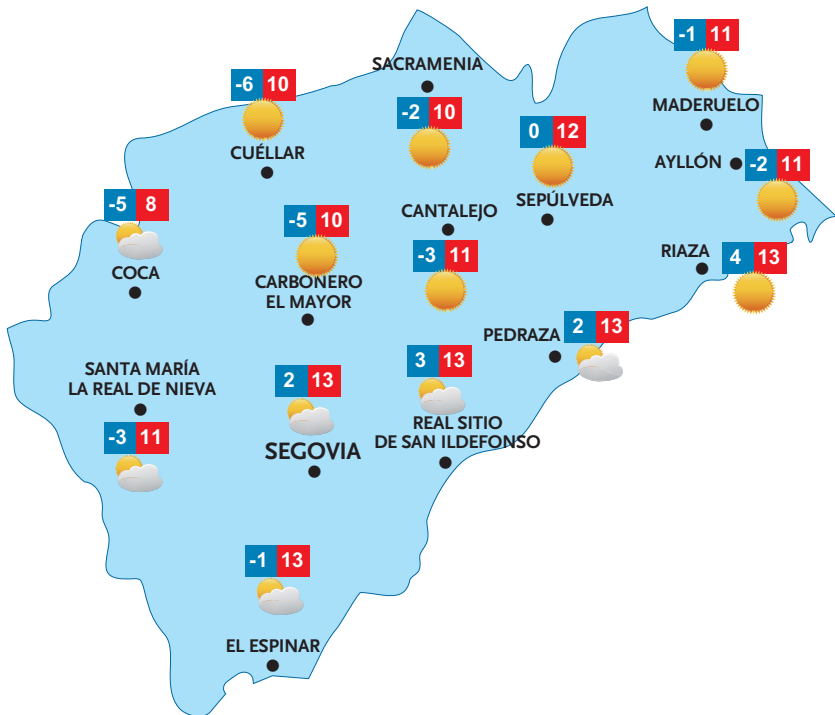 -1 11
MADERUELO
SACRAMENIA
-2 10
-6 10
CUÉLLAR
0 12
SEPÚLVEDA
AYLLÓN
-2 11
-5 8
COCA
-5 10
CARBONERO
EL MAYOR
CANTALEJO
-3 11
RIAZA
4 13
PEDRAZA
2 13
SANTA MARÍA
LA REAL DE NIEVA
-3 11
2 13
SEGOVIA
3 13
REAL SITIO
DE SAN ILDEFONSO
-1 13
EL ESPINAR